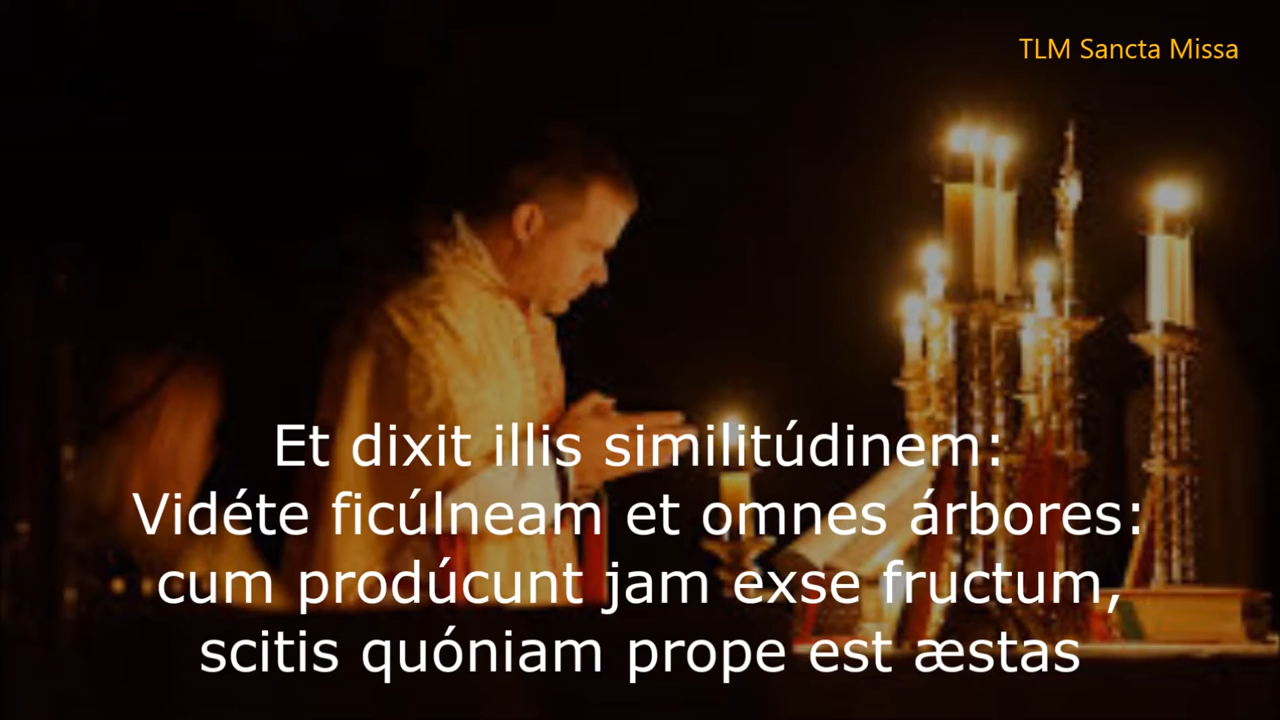 TLM Sancta Missa
Et dixit illis similitúdinem:
Vidéte ficúlneam et omnes árbores:
cum prodúcunt jam exse fructum,
scitis quóniam prope est æstas